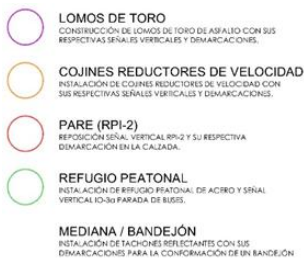 LOMOS DE TORO
CONSTRUCCIÓN DE LOMOS DE TORO DE ASFALTO CON SUS
RESPECTIVAS SEÑALES VERTICALES Y DEMARCACIONES.
COJINES REDUCTORES DE VELOCIDAD
INSTALACIÓN DE COJINES REDUCTORES DE VELOCIDAD CON
SUS RESPECTIVAS SEÑALES VERTICALES Y DEMARCACIONES.
PARE (RPI-2)
REPOSICIÓN SEÑAL VERTICAL RPI-2 Y SU RESPECTIVA
DEMARCACIÓN EN LA CALZADA.
REFUGIO PEATONAL
INSTALACIÓN DE REFUGIO PEATONAL DE ACERO Y SEÑAL
VERTICAL IO-3a PARADA DE BUSES.
MEDIANA / BANDEJÓN
INSTALACIÓN DE TACHONES REFLECTANTES CON SUS
DEMARCACIONES PARA LA CONFORMACIÓN DE UN BANDEJÓN